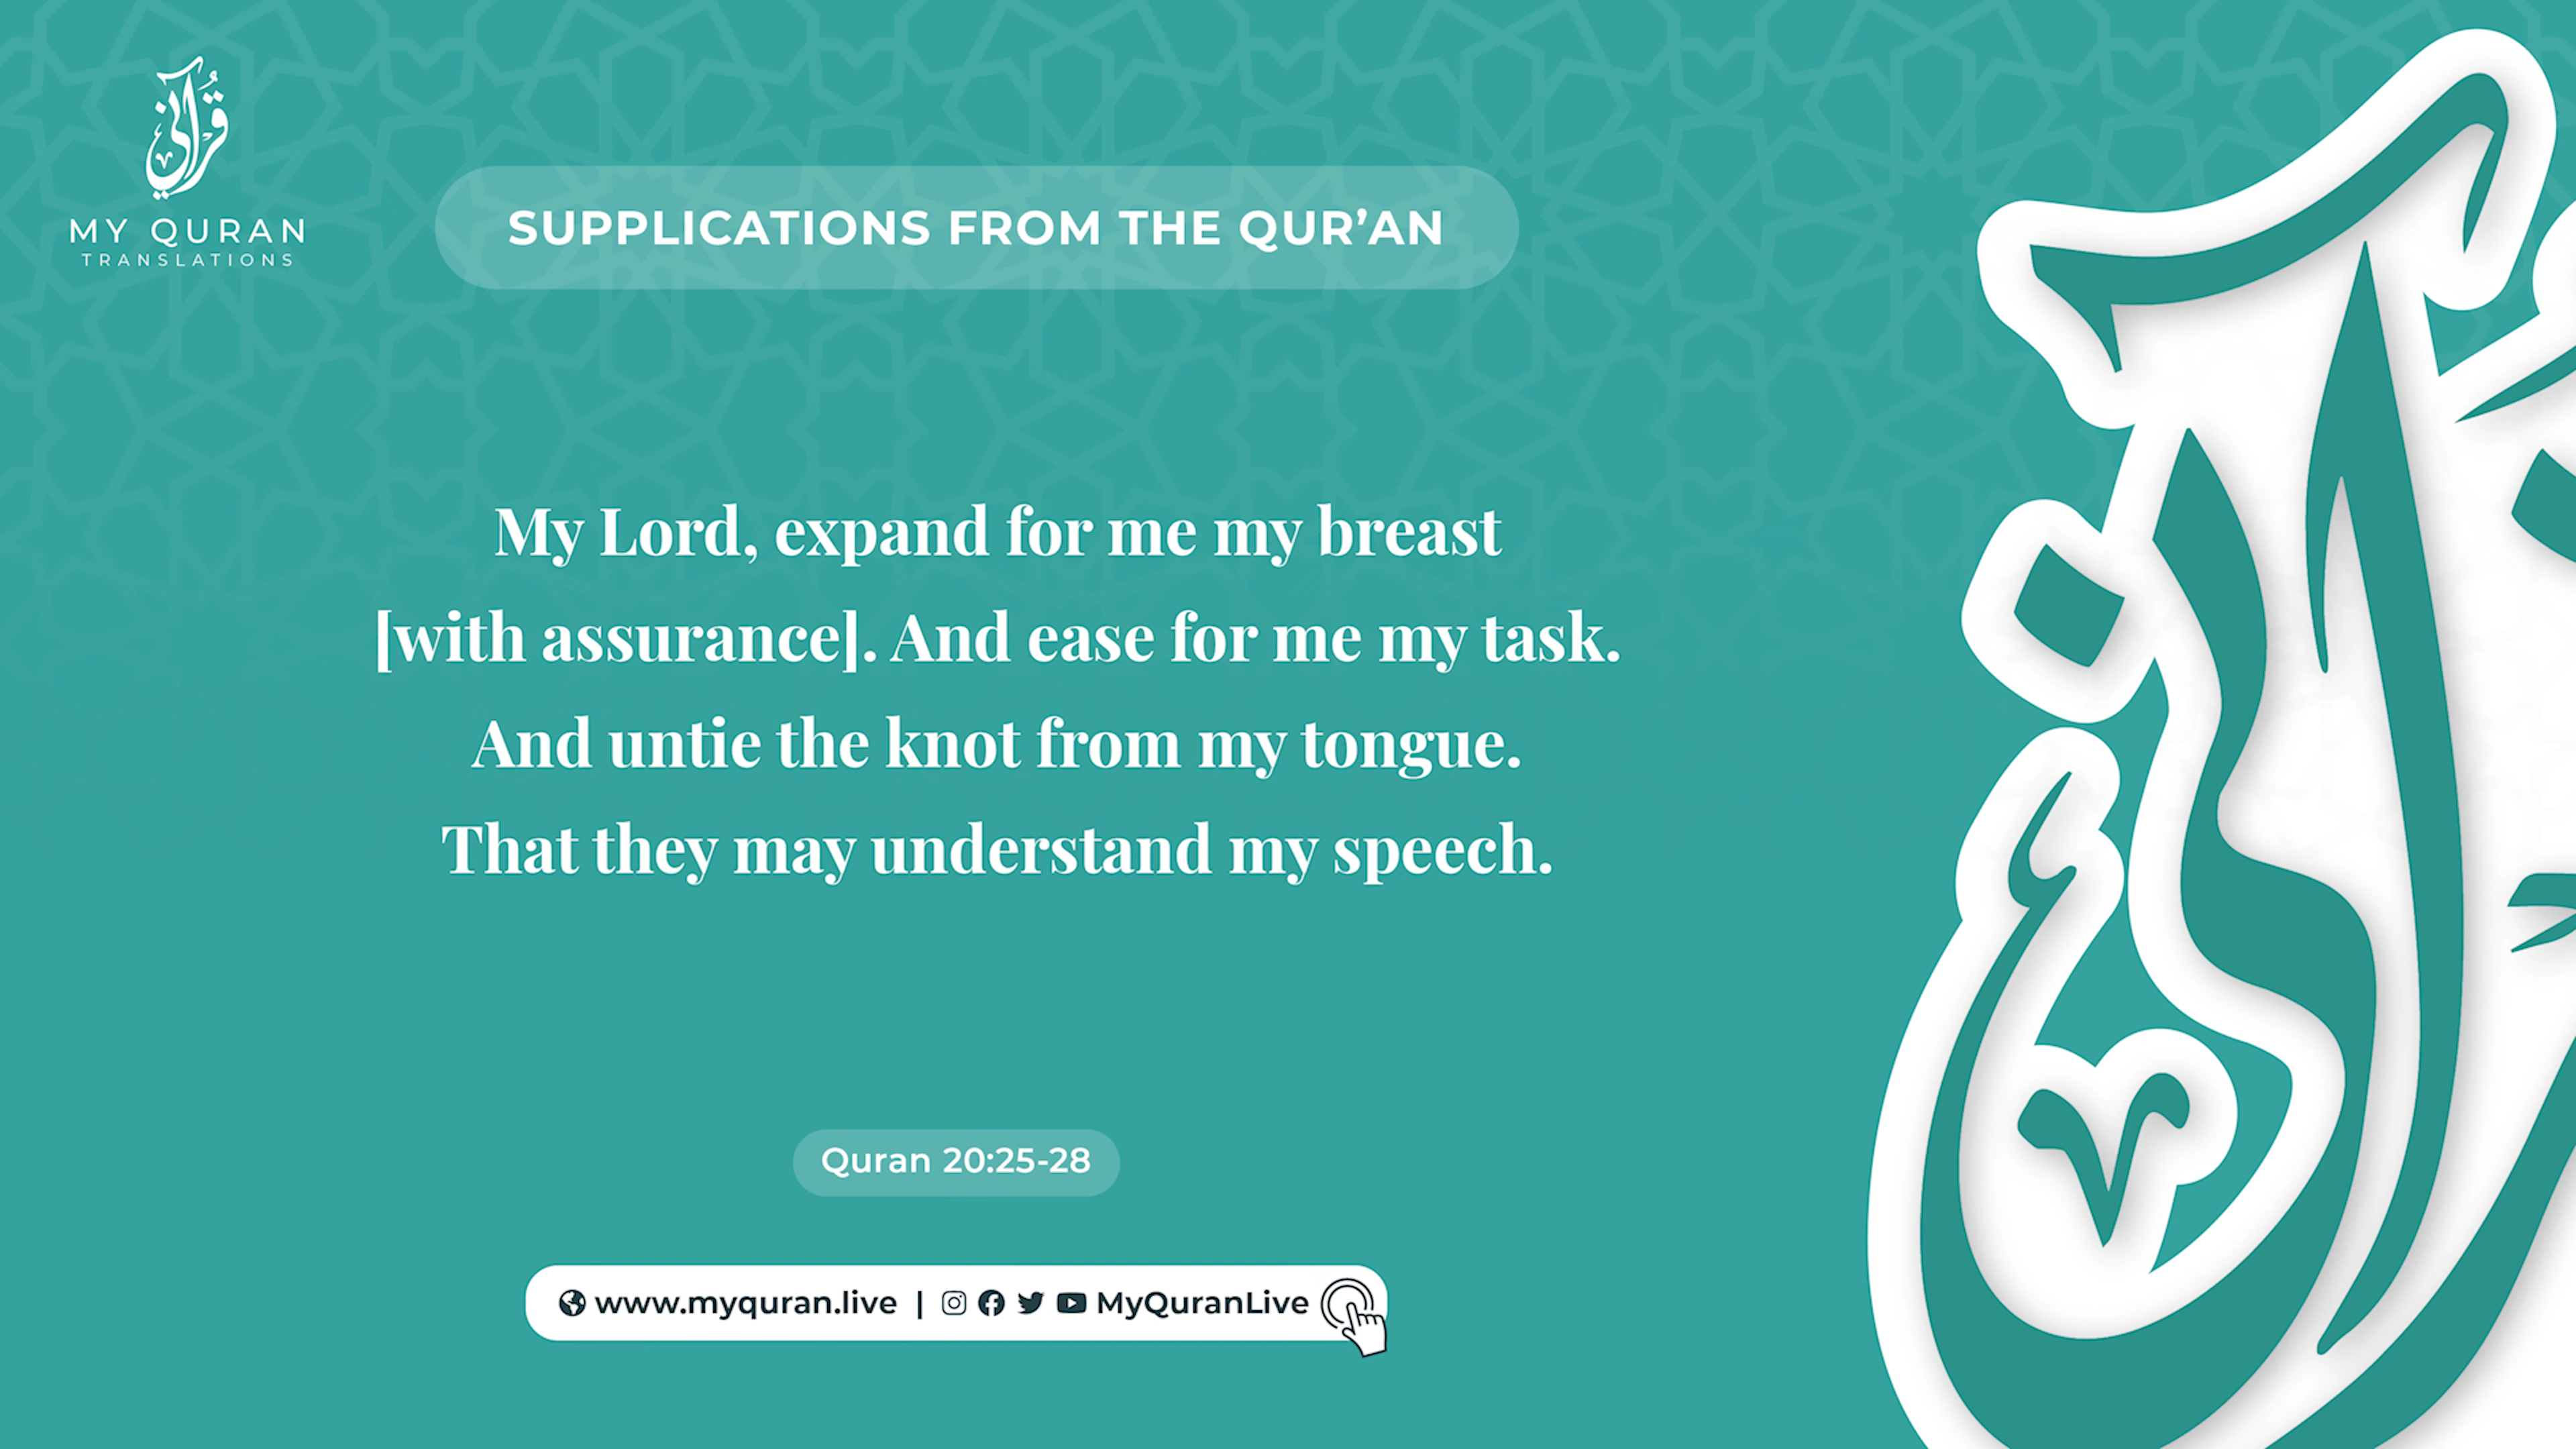 قرآني
MY QURAN
TRANSLATIONS
SUPPLICATIONS FROM THE QUR’AN
My Lord, expand for me my breast
[with assurance]. And ease for me my task.
And untie the knot from my tongue.
That they may understand my speech.
Quran 20:25-28
www.myquran.live | MyQuranLive